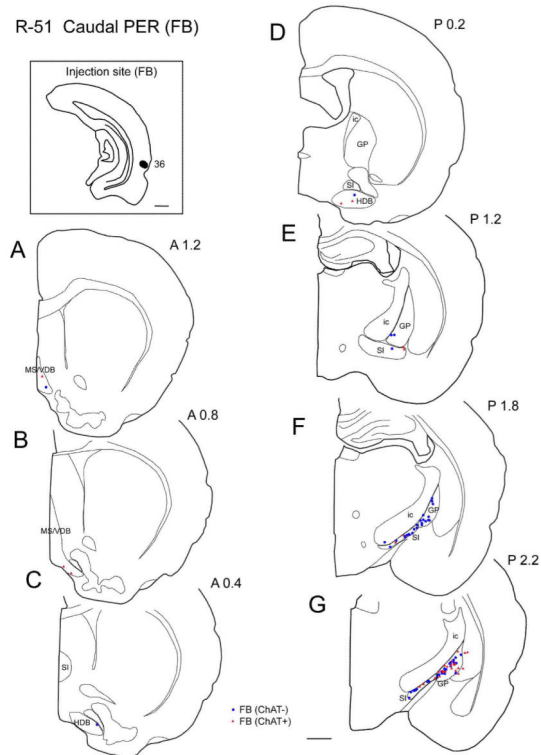 R-51 Caudal PER (FB)
Injection site (FB)
36
A
A 1.2
MS/VDB
B
A 0.8
MS/VDB
C
A 0.4
SI
HDB
D
P 0.2
ic
GP
SI
HDB
E
P 1.2
ic
GP
SI
F
P 1.8
ic
GP
SI
G
P 2.2
ic
GP
SI
FB (ChAT-)
FB (ChAT+)